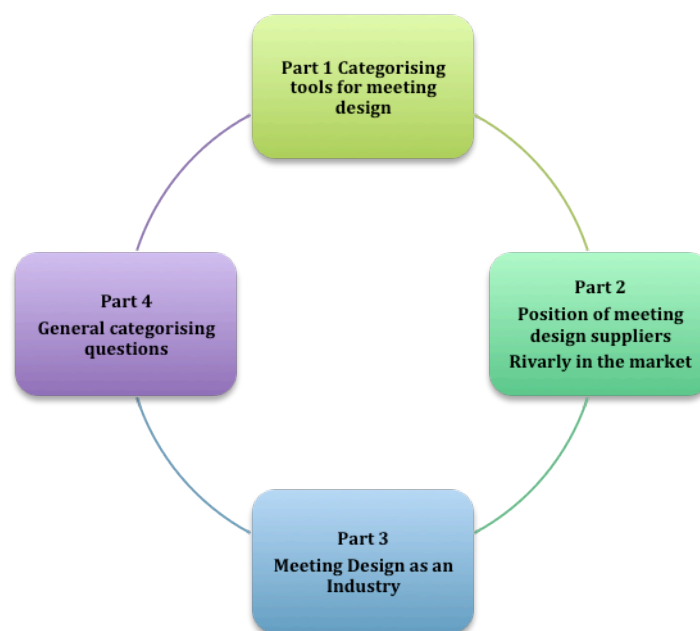 Part 1 Categorising
tools for meeting
design
Part 2
Position of meeting
design suppliers
Rivarly in the market
Part 3
Meeting Design as an
Industry
Part 4
General categorising
questions